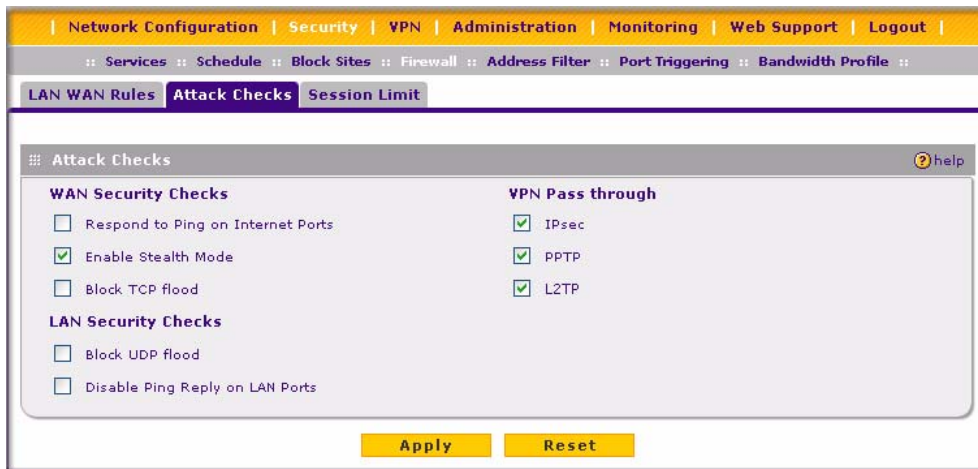 | Network Configuration | Security | VPN | Administration | Monitoring | Web Support | Logout |
:: Services :: Schedule :: Block Sites :: Firewall :: Address Filter :: Port Triggering :: Bandwidth Profile ::
LAN WAN Rules Attack Checks Session Limit
Attack Checks ? help
WAN Security Checks
Respond to Ping on Internet Ports
Enable Stealth Mode
Block TCP flood
LAN Security Checks
Block UDP flood
Disable Ping Reply on LAN Ports
VPN Pass through
IPsec
PPTP
L2TP
Apply Reset